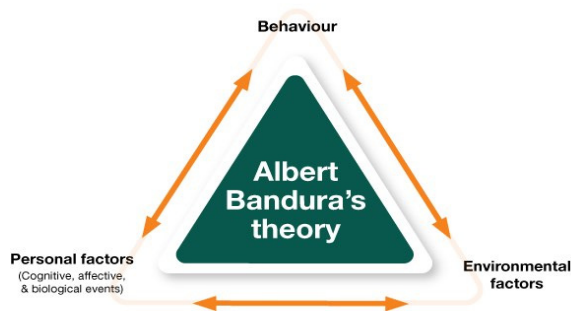 Behaviour
Albert
Bandura's
theory
Personal factors
(Cognitive, affective,
& biological events)
Environmental
factors